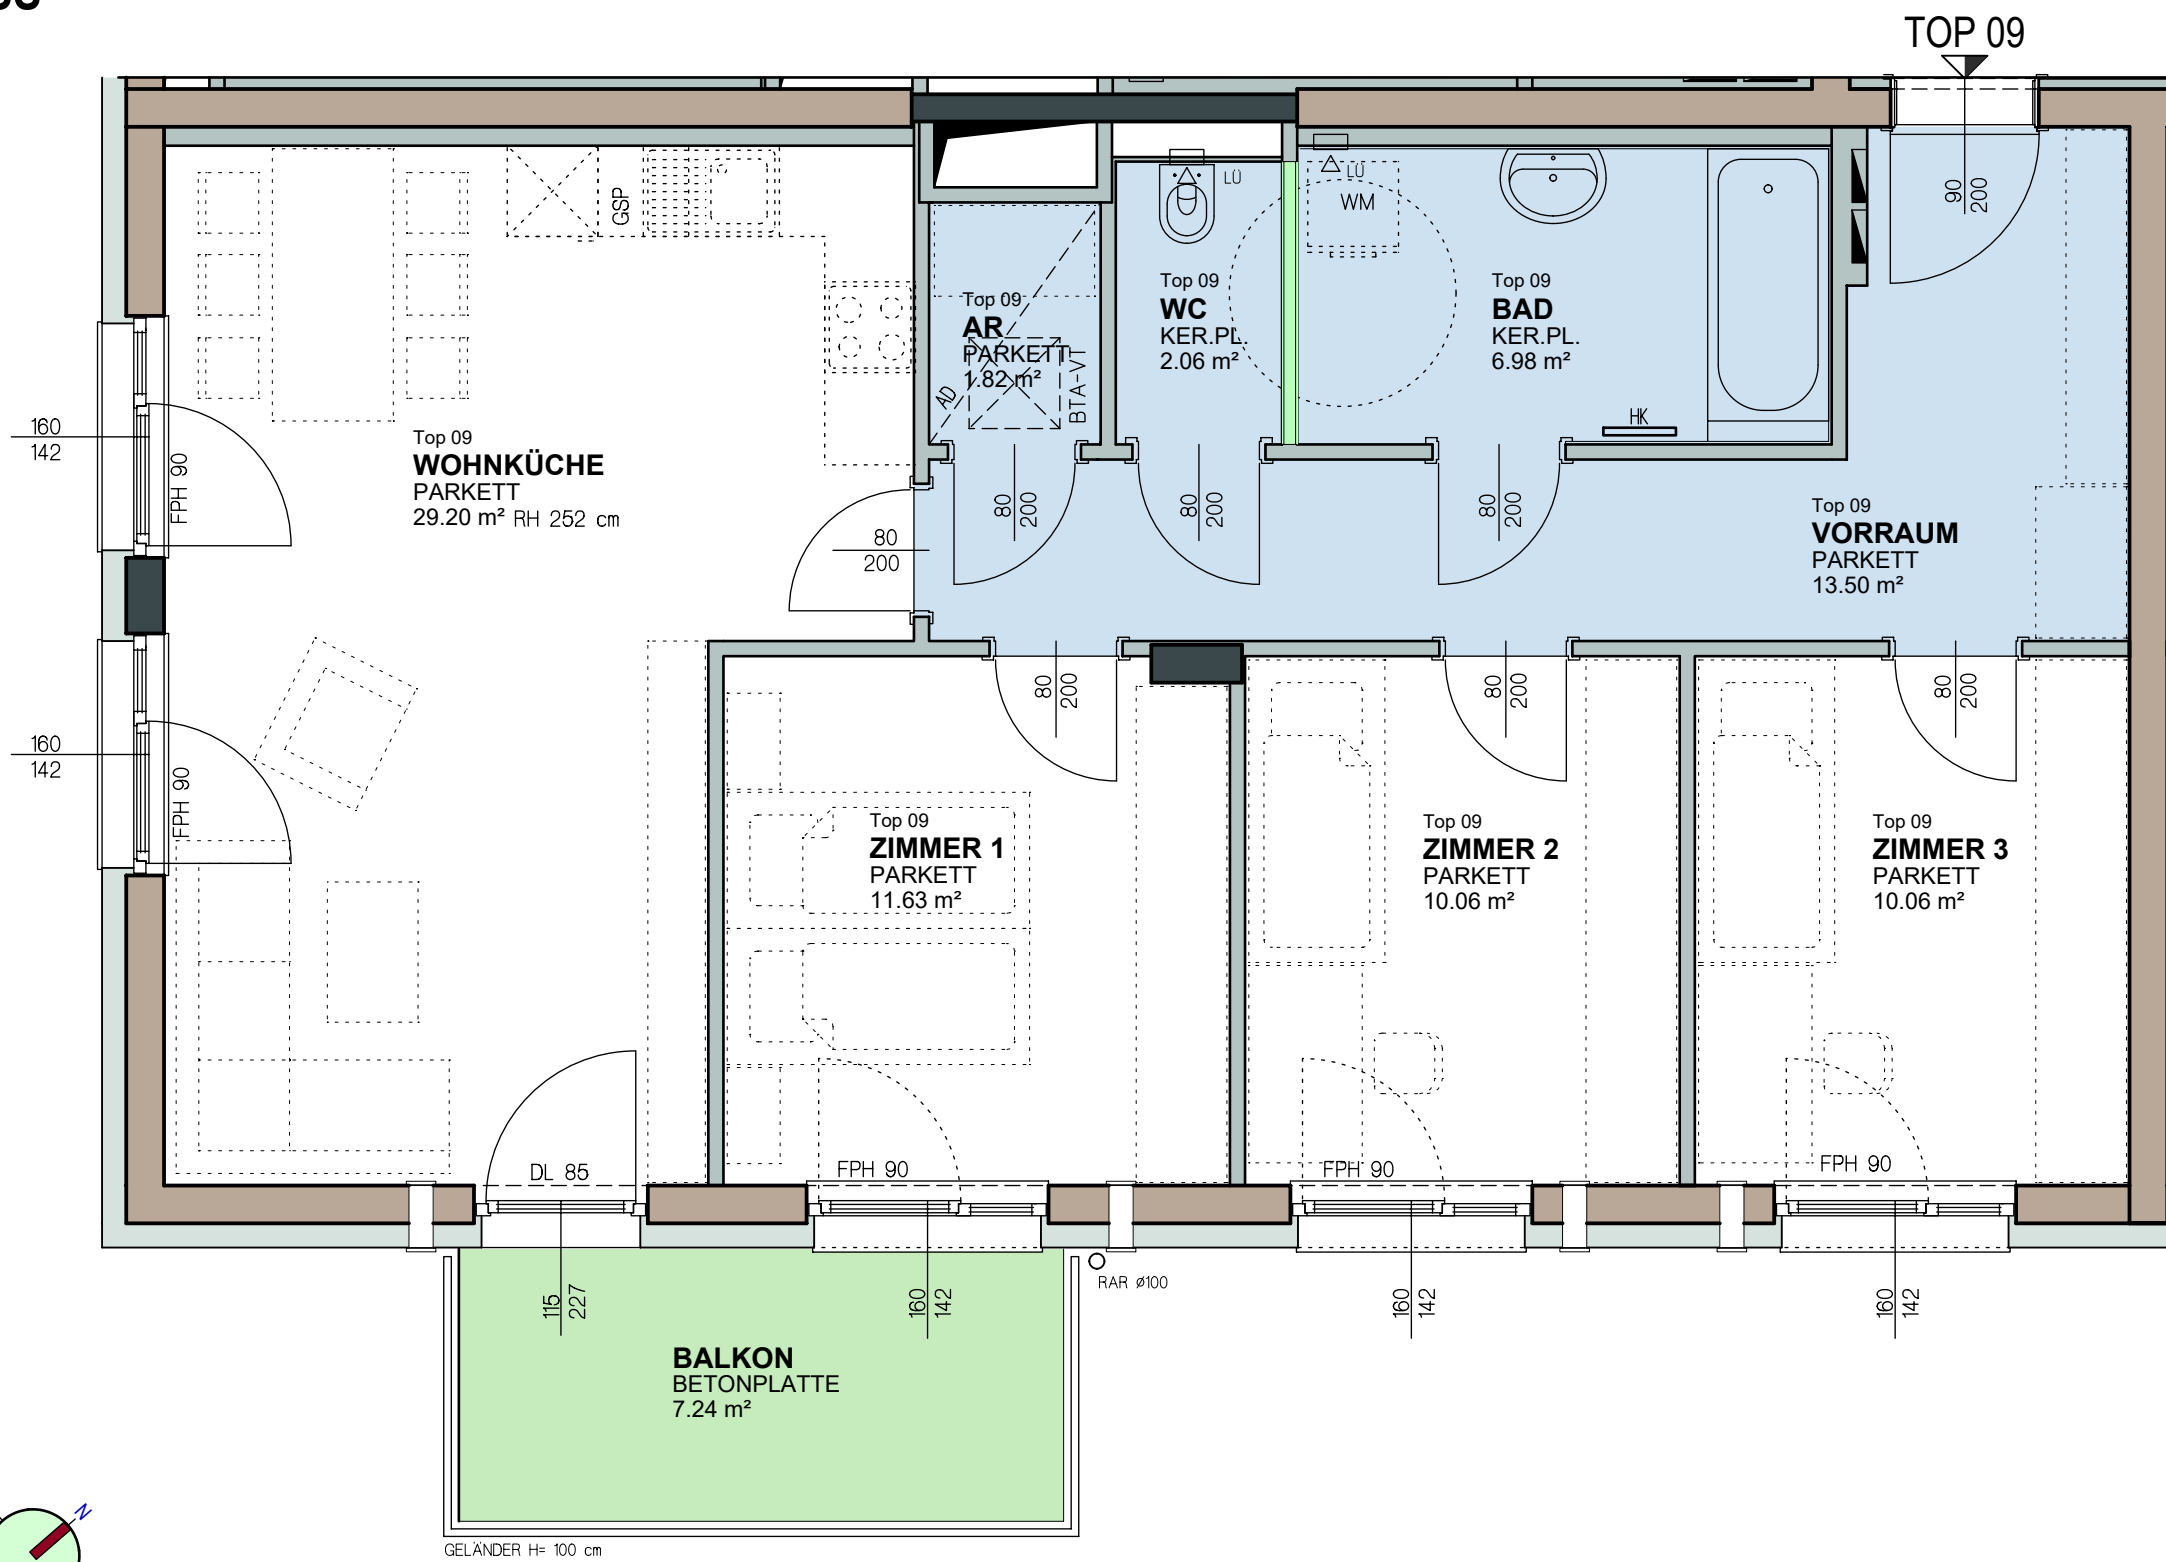 TOP 09
90
200
GSP
LÜ
LÜ
WM
Top 09
AR
PARKETT
1.82 m²
AD
BTA-VT
Top 09
WC
KER.PL.
2.06 m²
Top 09
BAD
KER.PL.
6.98 m²
HK
160
142
FPH 90
Top 09
WOHNKÜCHE
PARKETT
29.20 m² RH 252 cm
80
200
80
200
80
200
80
200
Top 09
VORRAUM
PARKETT
13.50 m²
160
142
FPH 90
80
200
80
200
80
200
Top 09
ZIMMER 1
PARKETT
11.63 m²
Top 09
ZIMMER 2
PARKETT
10.06 m²
Top 09
ZIMMER 3
PARKETT
10.06 m²
DL 85
FPH 90
FPH 90
FPH 90
115
227
160
142
RAR ø100
160
142
160
142
BALKON
BETONPLATTE
7.24 m²
N
GELÄNDER H= 100 cm